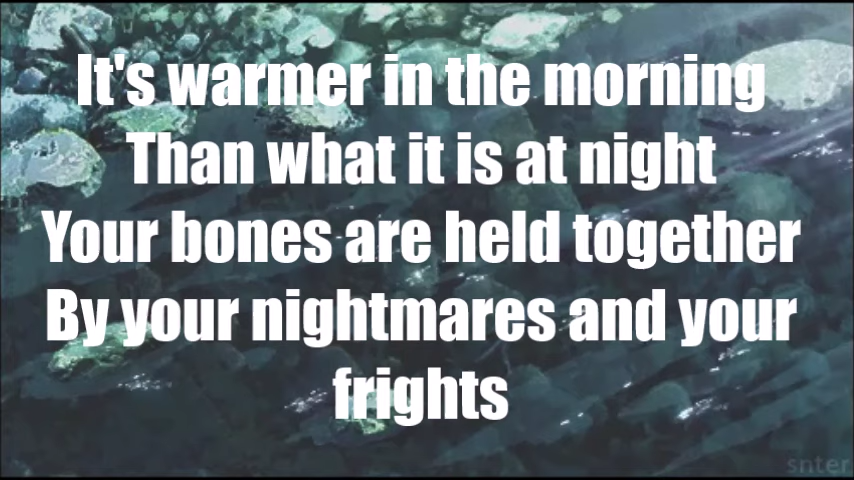 It's warmer in the morning
Than what it is at night
Your bones are held together
By your nightmares and your
frights
snter